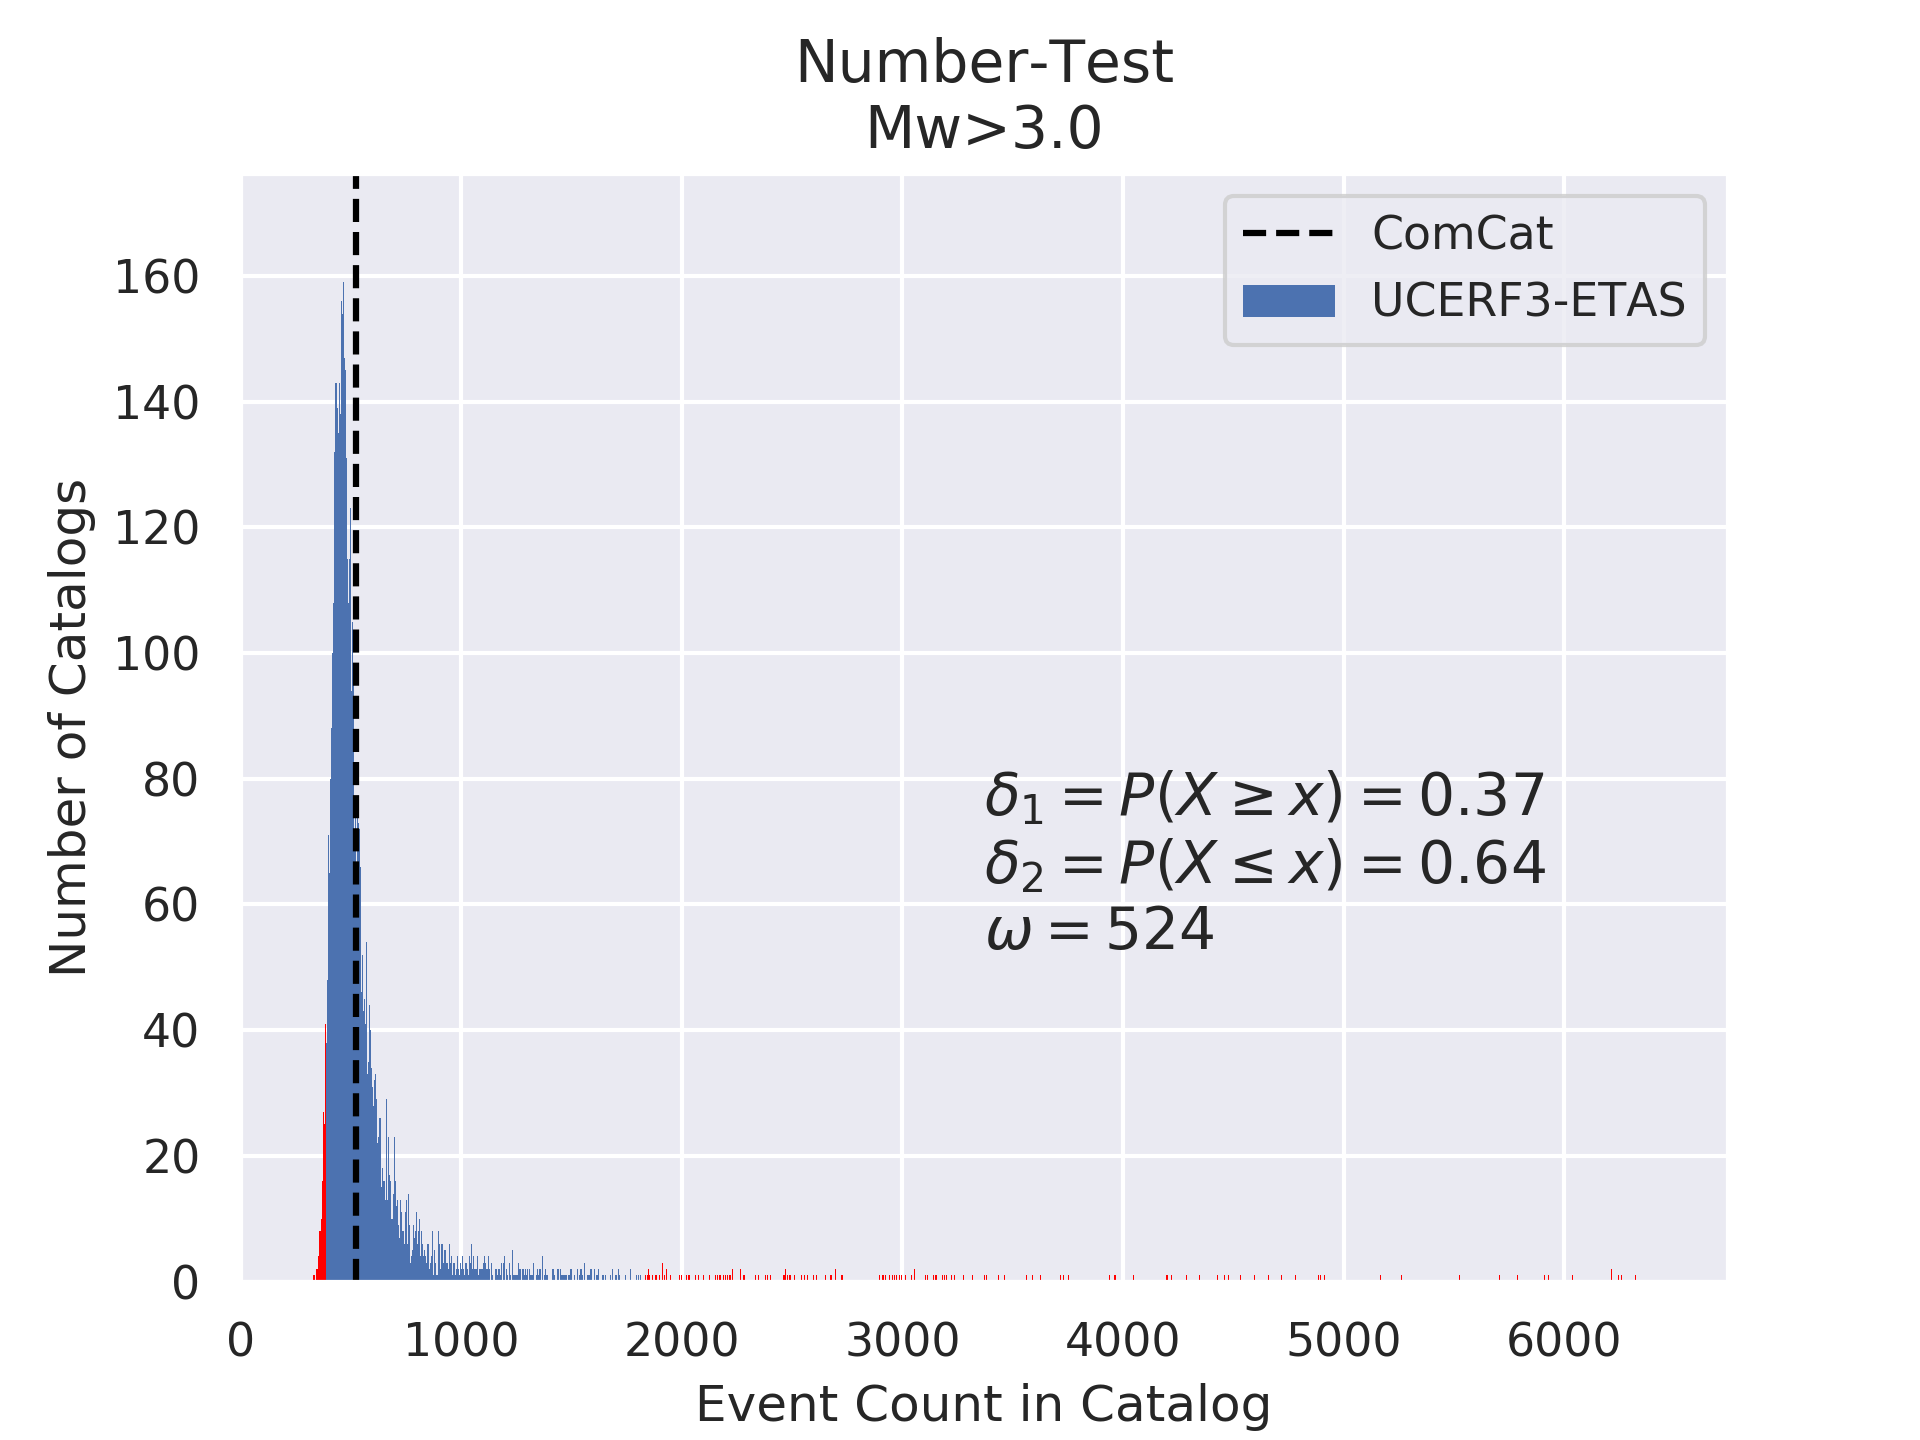 Number-Test
Mw>3.0
ComCat
UCERF3-ETAS
160
140
120
100
80
60
40
20
0
Number of Catalogs
δ₁ = P(X ≥ x) = 0.37
δ₂ = P(X ≤ x) = 0.64
ω = 524
0 1000 2000 3000 4000 5000 6000
Event Count in Catalog